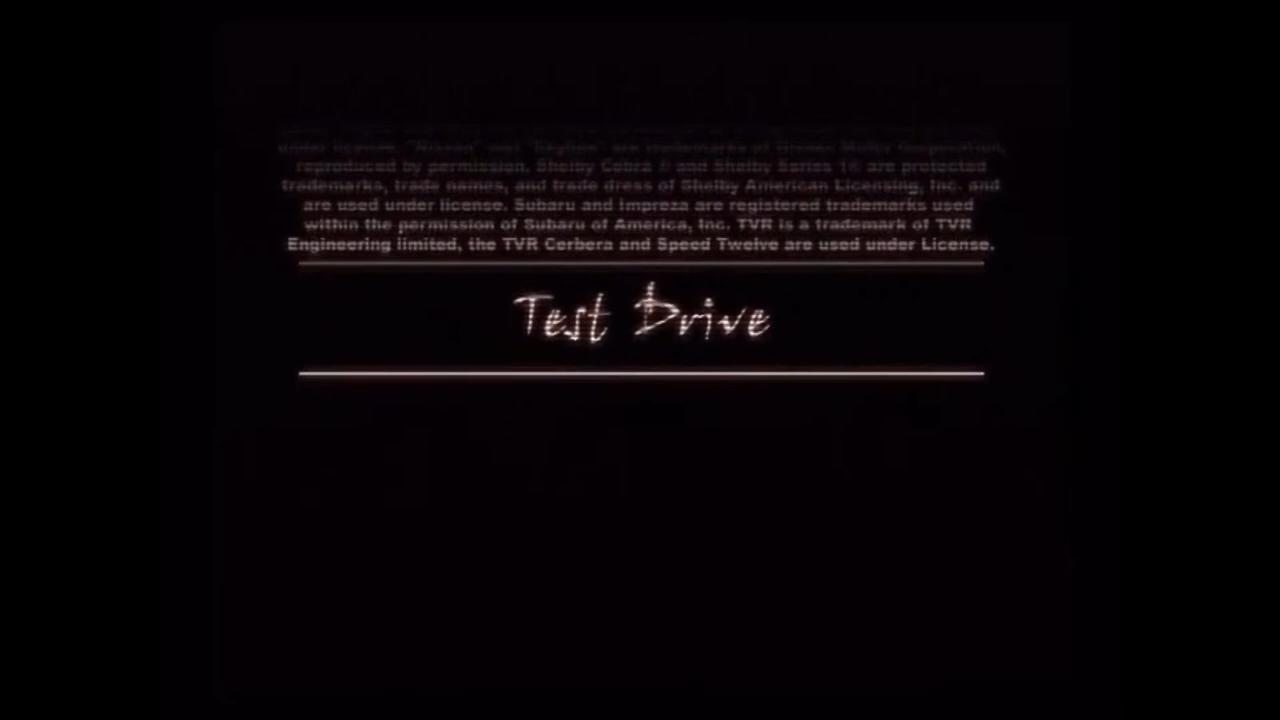 under license. "Nissan" and "Skyline" are trademarks of Nissan Motor Corporation,
reproduced by permission. Shelby Cobra ® and Shelby Series 1® are protected
trademarks, trade names, and trade dress of Shelby American Licensing, Inc. and
are used under license. Subaru and Impreza are registered trademarks used
within the permission of Subaru of America, Inc. TVR is a trademark of TVR
Engineering limited, the TVR Cerbera and Speed Twelve are used under License.
Test Drive